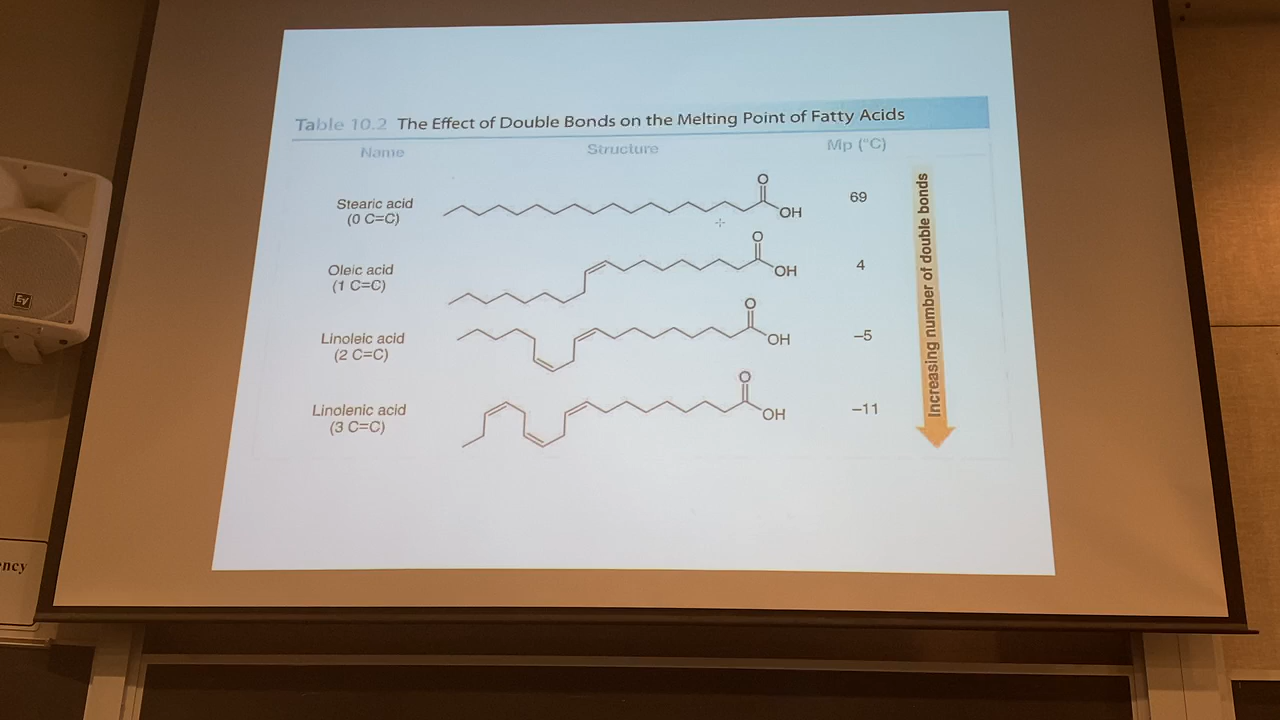 Table 10.2 The Effect of Double Bonds on the Melting Point of Fatty Acids
Name Structure Mp (°C)
Stearic acid
(0 C=C)
O
OH
69
Oleic acid
(1 C=C)
O
OH
4
Linoleic acid
(2 C=C)
O
OH
–5
Linolenic acid
(3 C=C)
O
OH
–11
Increasing number of double bonds
EV